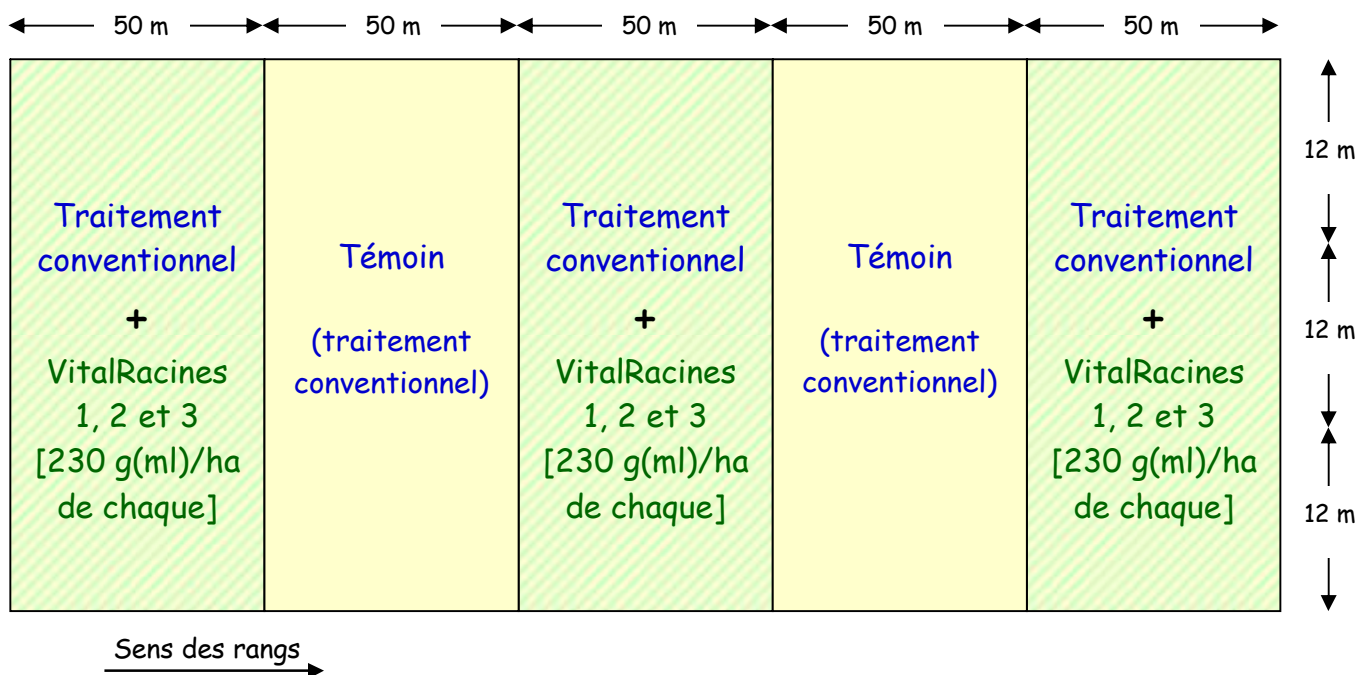 50 m
50 m
50 m
50 m
50 m
Traitement
conventionnel
+
VitalRacines
1, 2 et 3
[230 g(ml)/ha
de chaque]
Témoin
(traitement
conventionnel)
Traitement
conventionnel
+
VitalRacines
1, 2 et 3
[230 g(ml)/ha
de chaque]
Témoin
(traitement
conventionnel)
Traitement
conventionnel
+
VitalRacines
1, 2 et 3
[230 g(ml)/ha
de chaque]
12 m
12 m
12 m
Sens des rangs